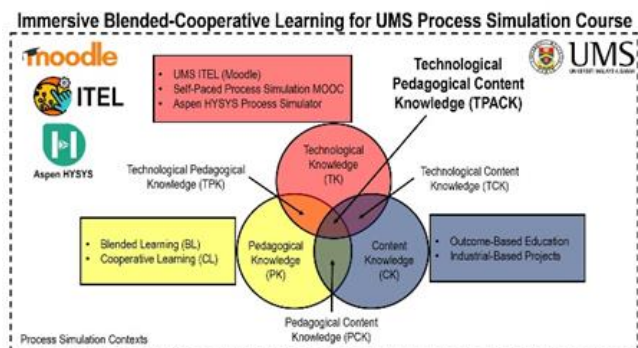 Immersive Blended-Cooperative Learning for UMS Process Simulation Course
moodle
ITEL
Aspen HYSYS
• UMS ITEL (Moodle)
• Self-Paced Process Simulation MOOC
• Aspen HYSYS Process Simulator
Technological
Pedagogical Content
Knowledge (TPACK)
UMS
UNIVERSITI MALAYSIA SABAH
Technological
Knowledge
(TK)
Technological Pedagogical
Knowledge (TPK)
Technological Content
Knowledge (TCK)
• Blended Learning (BL)
• Cooperative Learning (CL)
Pedagogical
Knowledge
(PK)
Content
Knowledge
(CK)
• Outcome-Based Education
• Industrial-Based Projects
Pedagogical Content
Knowledge (PCK)
Process Simulation Contexts